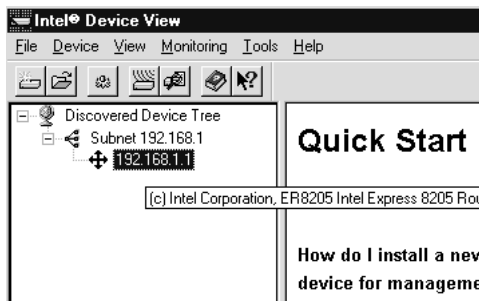 Intel® Device View
File Device View Monitoring Tools Help
Discovered Device Tree
Subnet 192.168.1
192.168.1.1
(c) Intel Corporation, ER8205 Intel Express 8205 Rou
Quick Start
How do I install a new
device for manageme